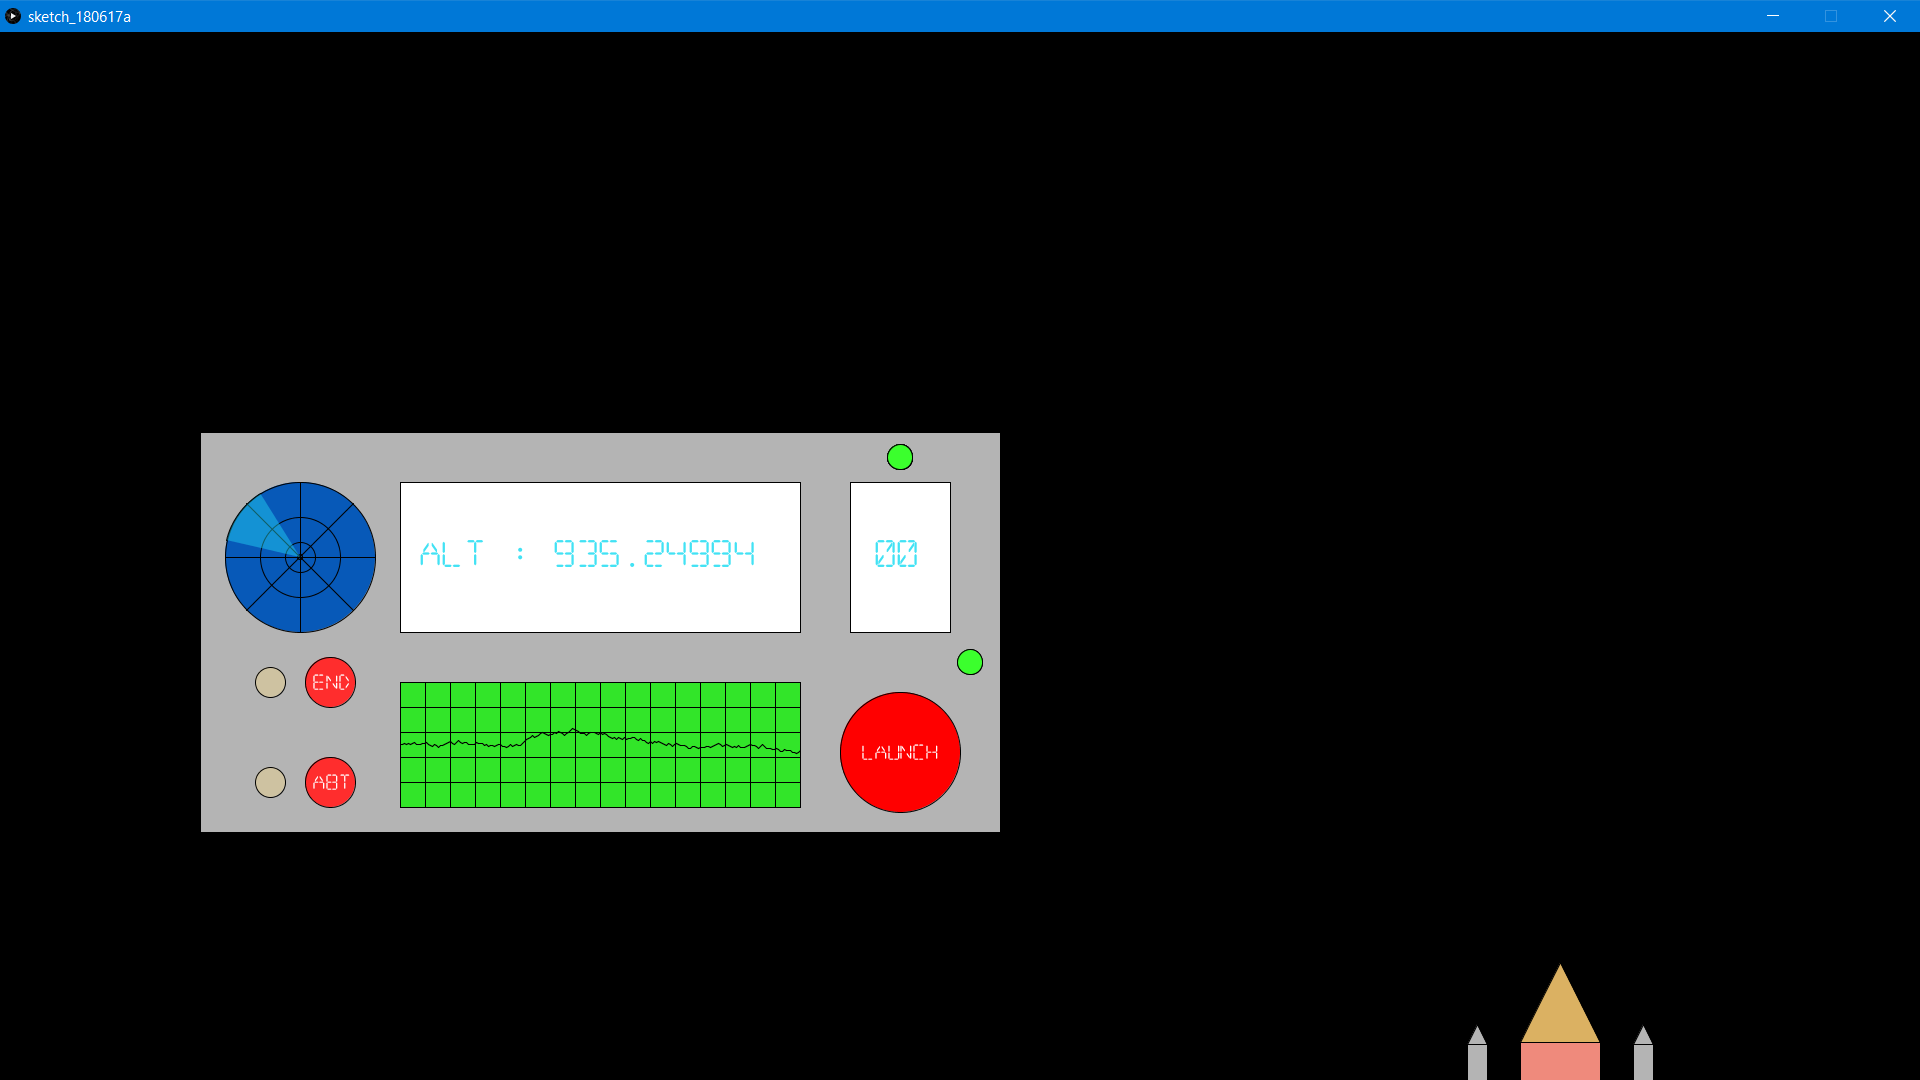 sketch_180617a
ALT : 935.24994
00
END
LAUNCH
ABT